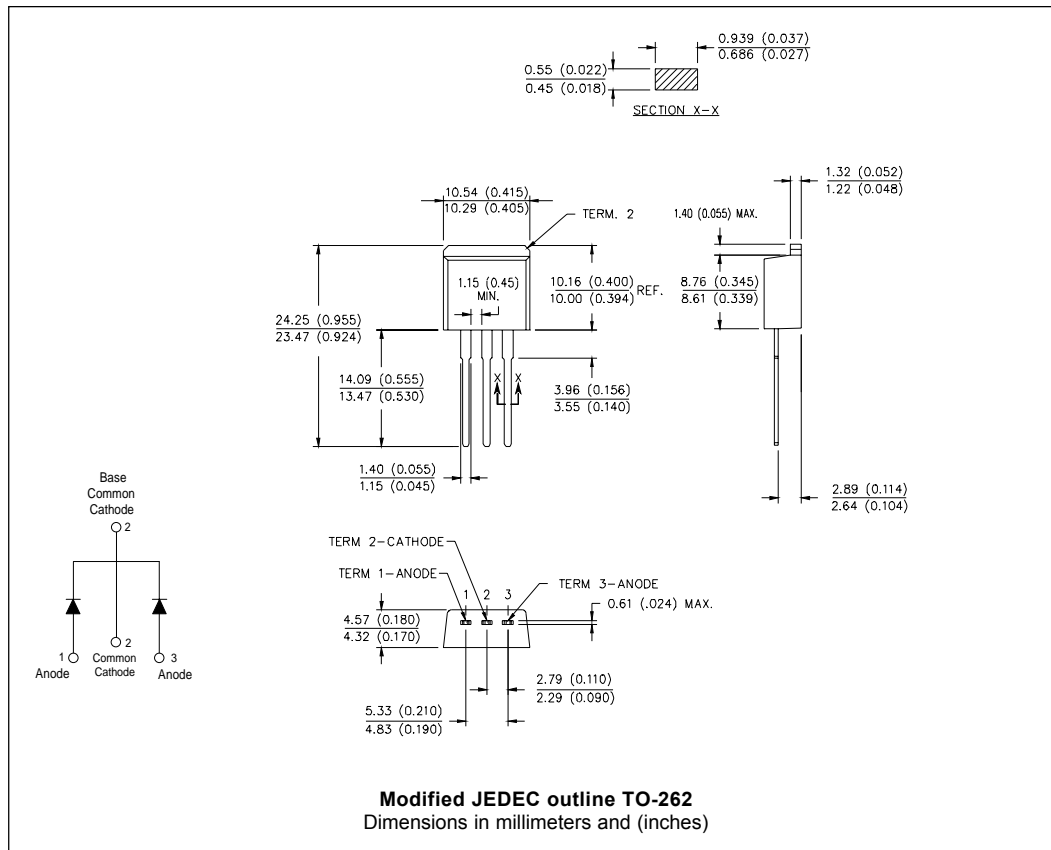 0.939 (0.037)
0.686 (0.027)
0.55 (0.022)
0.45 (0.018)
SECTION X-X
1.32 (0.052)
1.22 (0.048)
10.54 (0.415)
10.29 (0.405)
TERM. 2
1.40 (0.055) MAX.
1.15 (0.45)
MIN.
10.16 (0.400)
10.00 (0.394)
REF.
8.76 (0.345)
8.61 (0.339)
24.25 (0.955)
23.47 (0.924)
14.09 (0.555)
13.47 (0.530)
X X
3.96 (0.156)
3.55 (0.140)
1.40 (0.055)
1.15 (0.045)
2.89 (0.114)
2.64 (0.104)
Base
Common
Cathode
2
2
Common
Cathode
1
Anode
3
Anode
TERM 2-CATHODE
TERM 1-ANODE
TERM 3-ANODE
1 2 3
0.61 (.024) MAX.
4.57 (0.180)
4.32 (0.170)
2.79 (0.110)
2.29 (0.090)
5.33 (0.210)
4.83 (0.190)
Modified JEDEC outline TO-262
Dimensions in millimeters and (inches)